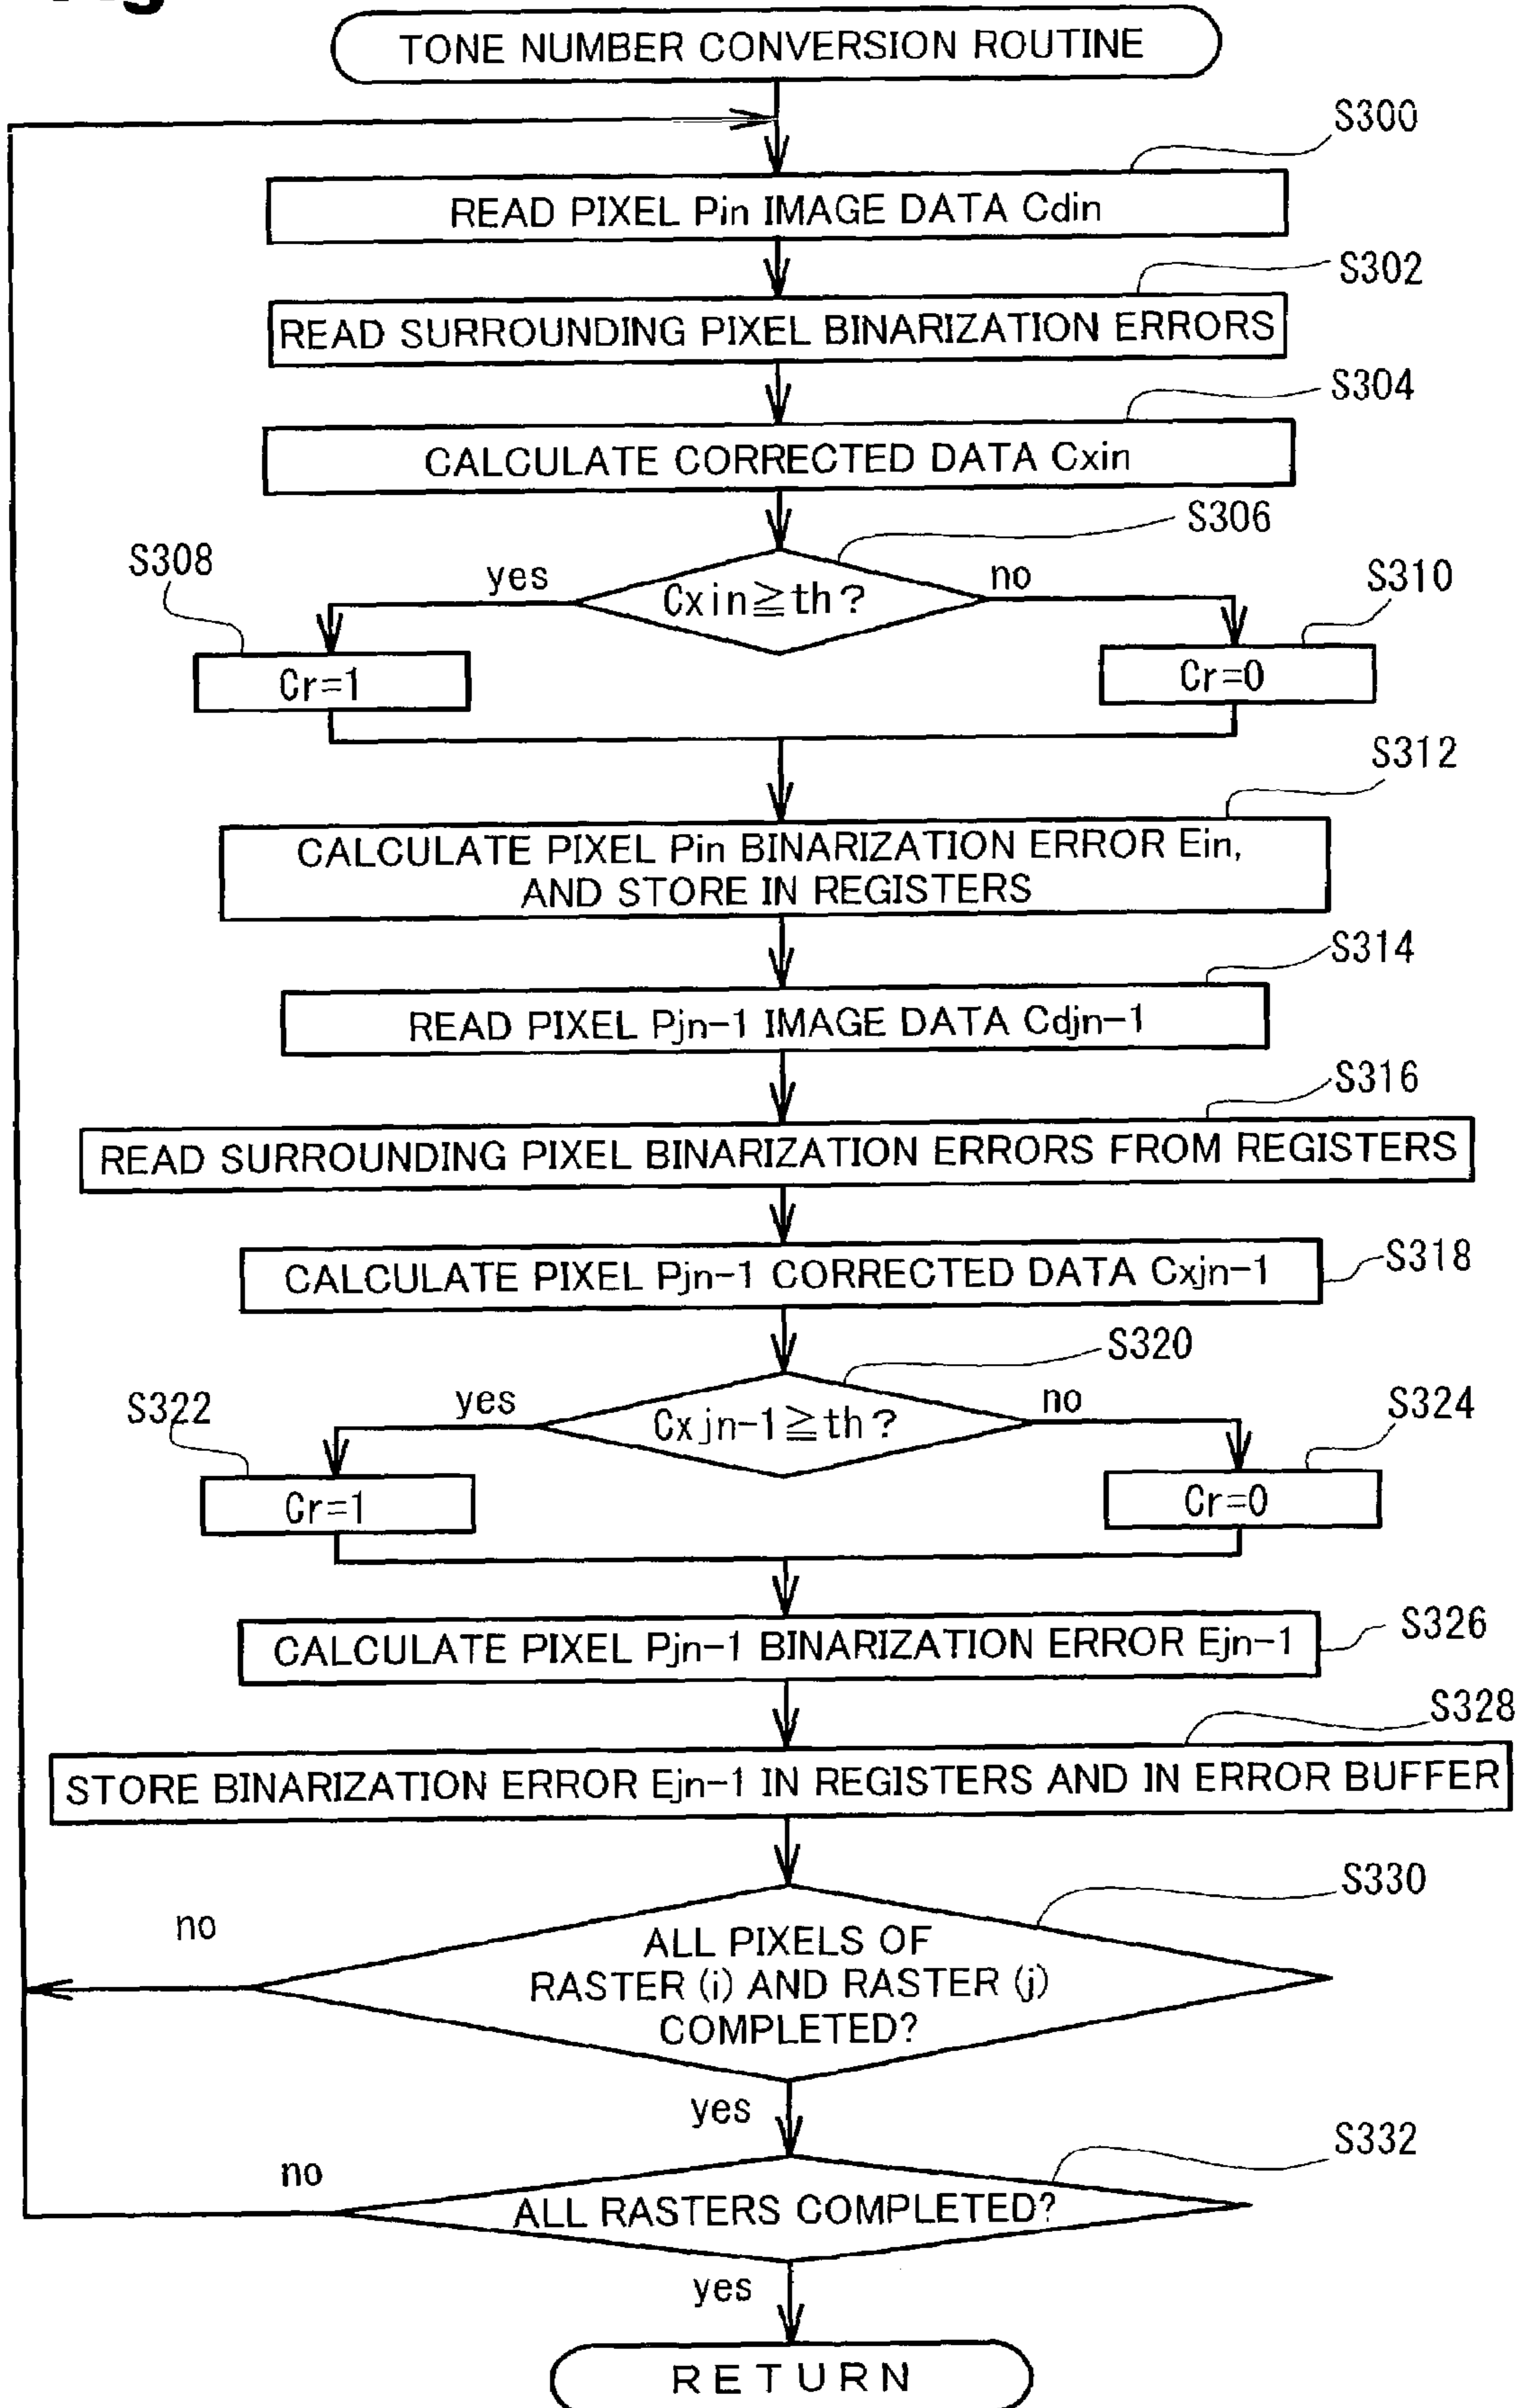 TONE NUMBER CONVERSION ROUTINE
S300
READ PIXEL Pin IMAGE DATA Cdin
S302
READ SURROUNDING PIXEL BINARIZATION ERRORS
S304
CALCULATE CORRECTED DATA Cxin
S306
S308
yes
Cxin≧th?
no
S310
Cr=1
Cr=0
S312
CALCULATE PIXEL Pin BINARIZATION ERROR Ein,
AND STORE IN REGISTERS
S314
READ PIXEL Pjn-1 IMAGE DATA Cdjn-1
S316
READ SURROUNDING PIXEL BINARIZATION ERRORS FROM REGISTERS
S318
CALCULATE PIXEL Pjn-1 CORRECTED DATA Cxjn-1
S320
S322
yes
Cxjn-1≧th?
no
S324
Cr=1
Cr=0
CALCULATE PIXEL Pjn-1 BINARIZATION ERROR Ejn-1
S326
S328
STORE BINARIZATION ERROR Ejn-1 IN REGISTERS AND IN ERROR BUFFER
S330
no
ALL PIXELS OF
RASTER (i) AND RASTER (j)
COMPLETED?
yes
S332
no
ALL RASTERS COMPLETED?
yes
RETURN